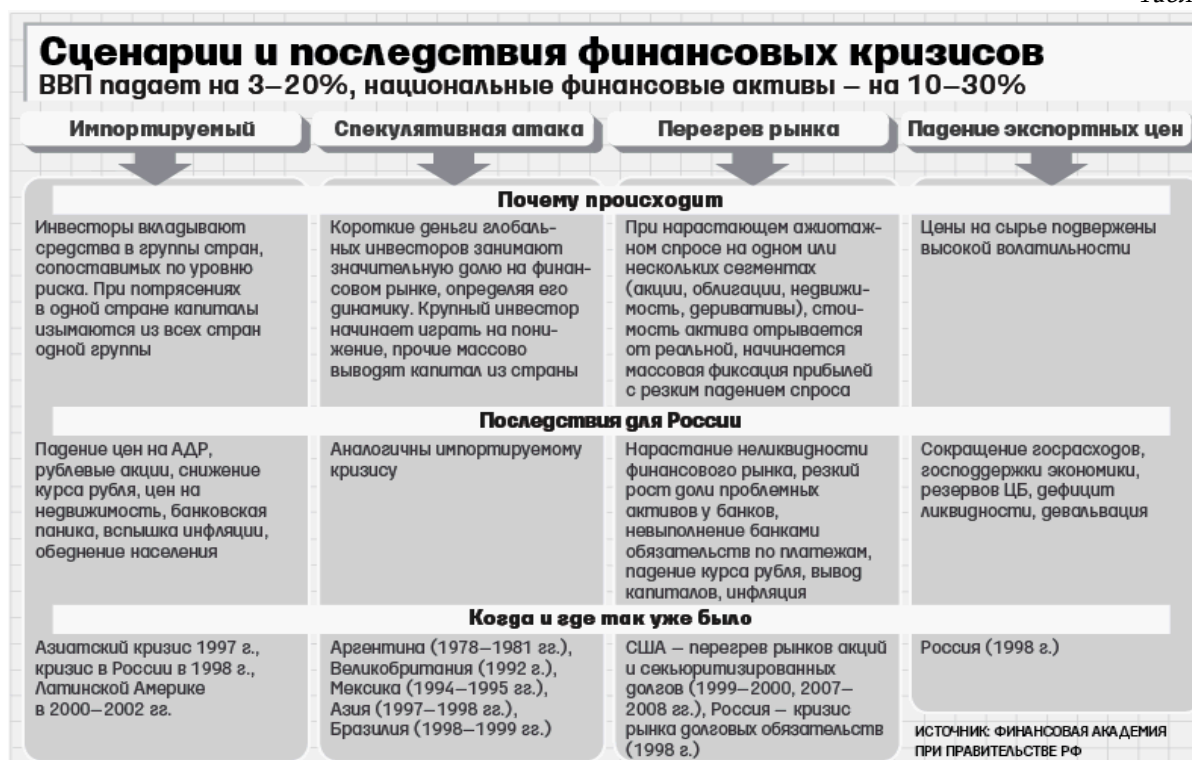 Сценарии и последствия финансовых кризисов
ВВП падает на 3–20%, национальные финансовые активы – на 10–30%
Импортируемый
Спекулятивная атака
Перегрев рынка
Падение экспортных цен
Почему происходит
Инвесторы вкладывают
средства в группы стран,
сопоставимых по уровню
риска. При потрясениях
в одной стране капиталы
изымаются из всех стран
одной группы
Короткие деньги глобаль-
ных инвесторов занимают
значительную долю на финан-
совом рынке, определяя его
динамику. Крупный инвестор
начинает играть на пони-
жение, прочие массово
выводят капитал из страны
При нарастающем ажиотаж-
ном спросе на одном или
нескольких сегментах
(акции, облигации, недвижи-
мость, деривативы), стои-
мость актива отрывается
от реальной, начинается
массовая фиксация прибылей
с резким падением спроса
Цены на сырье подвержены
высокой волатильности
Последствия для России
Падение цен на АДР,
рублевые акции, снижение
курса рубля, цен на
недвижимость, банковская
паника, вспышка инфляции,
обеднение населения
Аналогичны импортируемому
кризису
Нарастание неликвидности
финансового рынка, резкий
рост доли проблемных
активов у банков,
невыполнение банками
обязательств по платежам,
падение курса рубля, вывод
капиталов, инфляция
Сокращение госрасходов,
господдержки экономики,
резервов ЦБ, дефицит
ликвидности, девальвация
Когда и где так уже было
Азиатский кризис 1997 г.,
кризис в России в 1998 г.,
Латинской Америке
в 2000–2002 гг.
Аргентина (1978–1981 гг.),
Великобритания (1992 г.),
Мексика (1994–1995 гг.),
Азия (1997–1998 гг.),
Бразилия (1998–1999 гг.)
США – перегрев рынков акций
и секьюритизированных
долгов (1999–2000, 2007–
2008 гг.), Россия – кризис
рынка долговых обязательств
(1998 г.)
Россия (1998 г.)
ИСТОЧНИК: ФИНАНСОВАЯ АКАДЕМИЯ
ПРИ ПРАВИТЕЛЬСТВЕ РФ